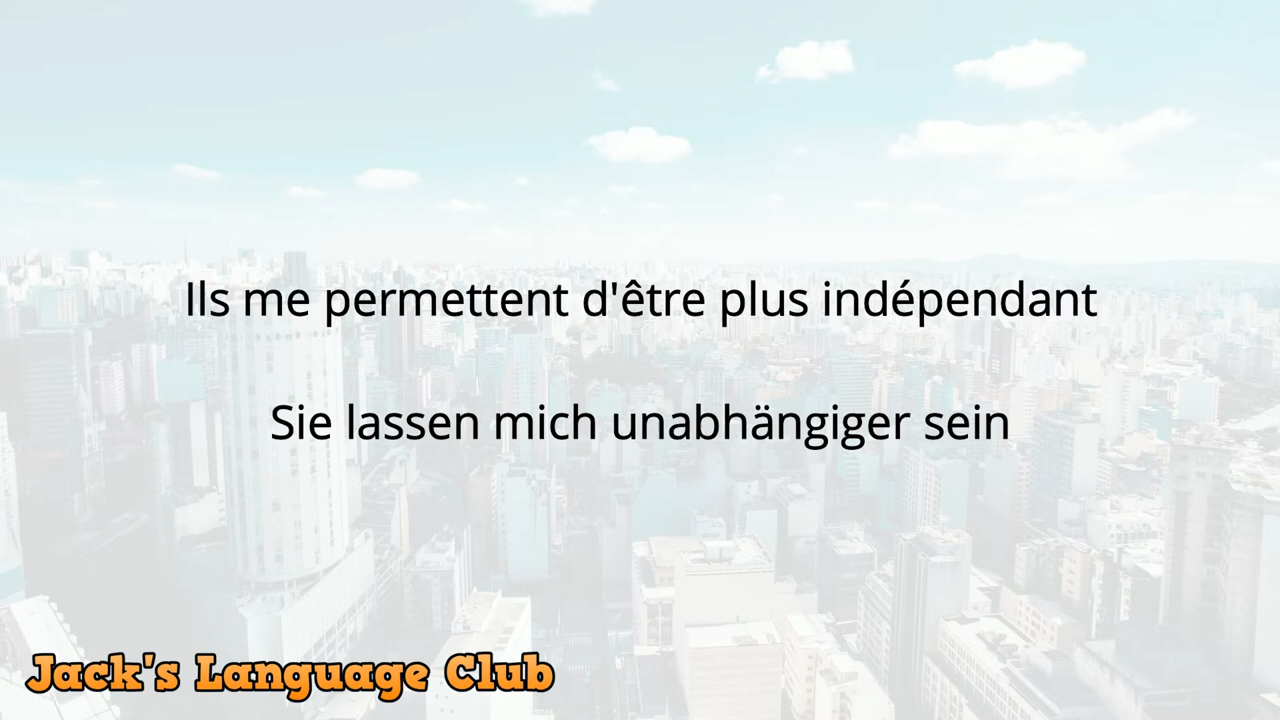 Ils me permettent d'être plus indépendant
Sie lassen mich unabhängiger sein
Jack's Language Club